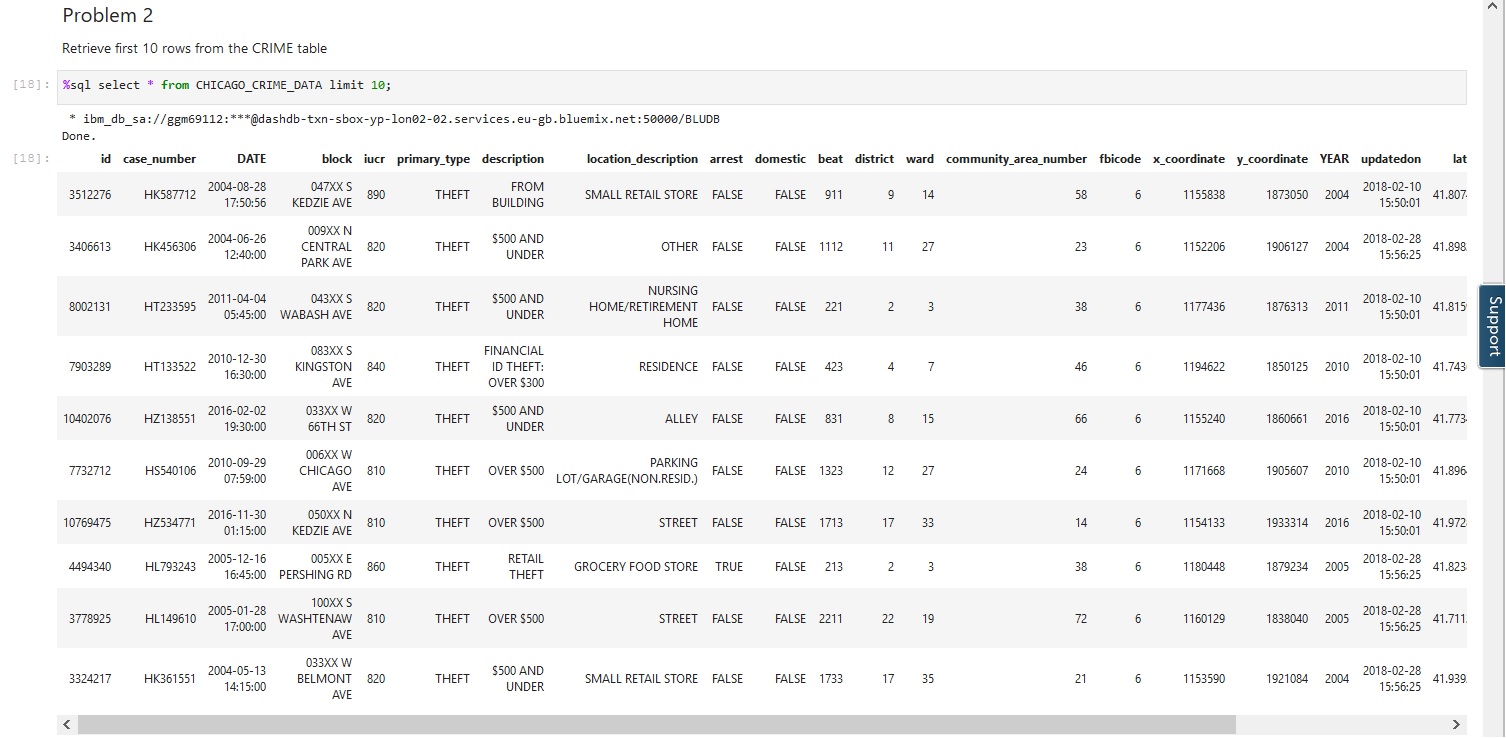 Problem 2
Retrieve first 10 rows from the CRIME table
[18]: %sql select * from CHICAGO_CRIME_DATA limit 10;
* ibm_db_sa://ggm69112:***@dashdb-txn-sbox-yp-lon02-02.services.eu-gb.bluemix.net:50000/BLUDB
Done.
[18]: id case_number DATE block iucr primary_type description location_description arrest domestic beat district ward community_area_number fbicode x_coordinate y_coordinate YEAR updatedon lat
3512276 HK587712 2004-08-28 17:50:56 047XX S KEDZIE AVE 890 THEFT FROM BUILDING SMALL RETAIL STORE FALSE FALSE 911 9 14 58 6 1155838 1873050 2004 2018-02-10 15:50:01 41.807
3406613 HK456306 2004-06-26 12:40:00 009XX N CENTRAL PARK AVE 820 THEFT $500 AND UNDER OTHER FALSE FALSE 1112 11 27 23 6 1152206 1906127 2004 2018-02-28 15:56:25 41.898
8002131 HT233595 2011-04-04 05:45:00 043XX S WABASH AVE 820 THEFT $500 AND UNDER NURSING HOME/RETIREMENT HOME FALSE FALSE 221 2 3 38 6 1177436 1876313 2011 2018-02-10 15:50:01 41.815
7903289 HT133522 2010-12-30 16:30:00 083XX S KINGSTON AVE 840 THEFT FINANCIAL ID THEFT: OVER $300 RESIDENCE FALSE FALSE 423 4 7 46 6 1194622 1850125 2010 2018-02-10 15:50:01 41.743
10402076 HZ138551 2016-02-02 19:30:00 033XX W 66TH ST 820 THEFT $500 AND UNDER ALLEY FALSE FALSE 831 8 15 66 6 1155240 1860661 2016 2018-02-10 15:50:01 41.773
7732712 HS540106 2010-09-29 07:59:00 006XX W CHICAGO AVE 810 THEFT OVER $500 PARKING LOT/GARAGE(NON.RESID.) FALSE FALSE 1323 12 27 24 6 1171668 1905607 2010 2018-02-10 15:50:01 41.896
10769475 HZ534771 2016-11-30 01:15:00 050XX N KEDZIE AVE 810 THEFT OVER $500 STREET FALSE FALSE 1713 17 33 14 6 1154133 1933314 2016 2018-02-10 15:50:01 41.972
4494340 HL793243 2005-12-16 16:45:00 005XX E PERSHING RD 860 THEFT RETAIL THEFT GROCERY FOOD STORE TRUE FALSE 213 2 3 38 6 1180448 1879234 2005 2018-02-28 15:56:25 41.823
3778925 HL149610 2005-01-28 17:00:00 100XX S WASHTENAW AVE 810 THEFT OVER $500 STREET FALSE FALSE 2211 22 19 72 6 1160129 1838040 2005 2018-02-28 15:56:25 41.711
3324217 HK361551 2004-05-13 14:15:00 033XX W BELMONT AVE 820 THEFT $500 AND UNDER SMALL RETAIL STORE FALSE FALSE 1733 17 35 21 6 1153590 1921084 2004 2018-02-28 15:56:25 41.939
Support